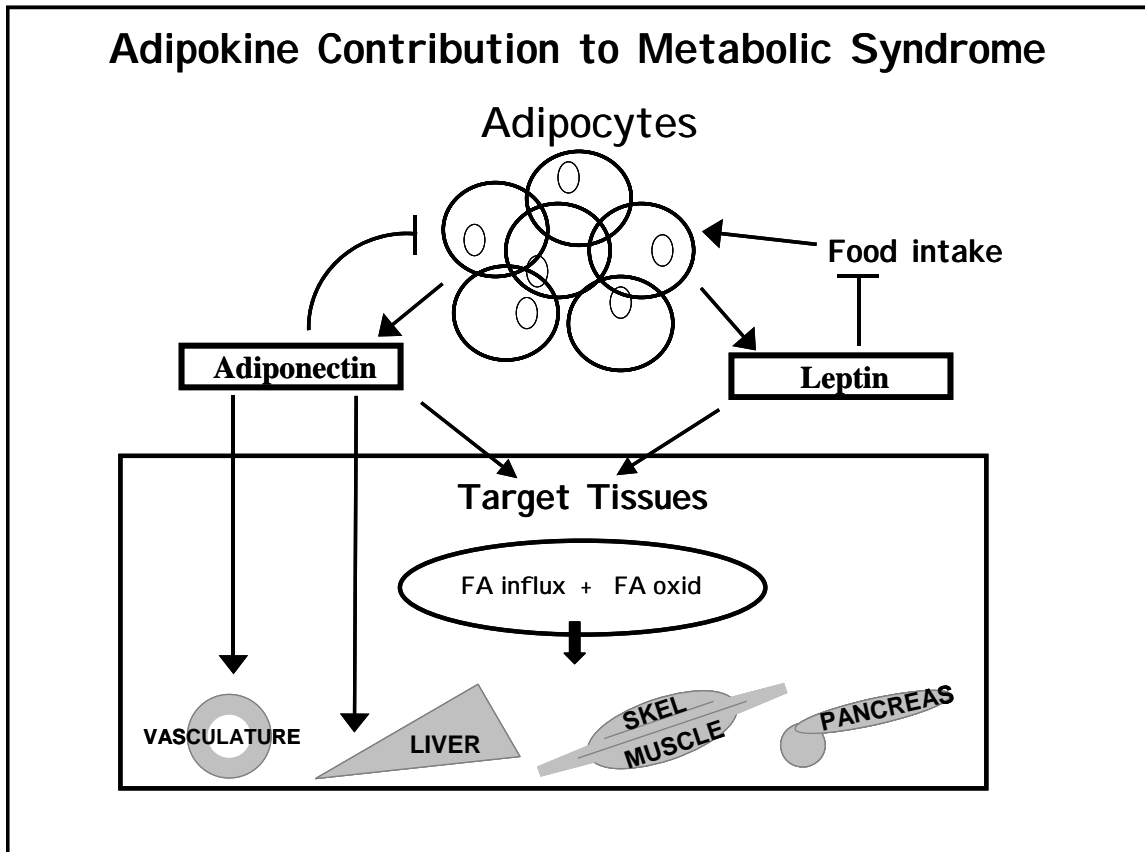 Adipokine Contribution to Metabolic Syndrome
Adipocytes
Food intake
Adiponectin
Leptin
Target Tissues
FA influx + FA oxid
VASCULATURE
LIVER
SKEL
MUSCLE
PANCREAS